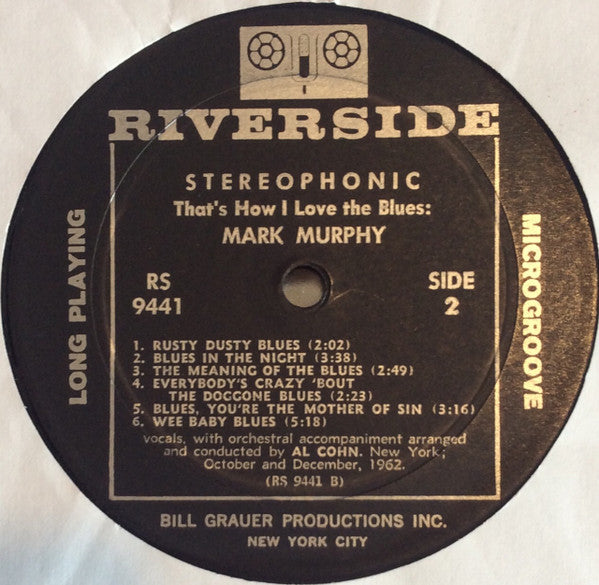 RIVERSIDE
STEREOPHONIC
That's How I Love the Blues:
MARK MURPHY
RS
9441
SIDE
2
LONG PLAYING
MICROGROOVE
1. RUSTY DUSTY BLUES (2:02)
2. BLUES IN THE NIGHT (3:38)
3. THE MEANING OF THE BLUES (2:49)
4. EVERYBODY'S CRAZY 'BOUT
THE DOGGONE BLUES (2:23)
5. BLUES, YOU'RE THE MOTHER OF SIN (3:16)
6. WEE BABY BLUES (5:18)
vocals, with orchestral accompaniment arranged
and conducted by AL COHN. New York;
October and December, 1962.
(RS 9441 B)
BILL GRAUER PRODUCTIONS INC.
NEW YORK CITY